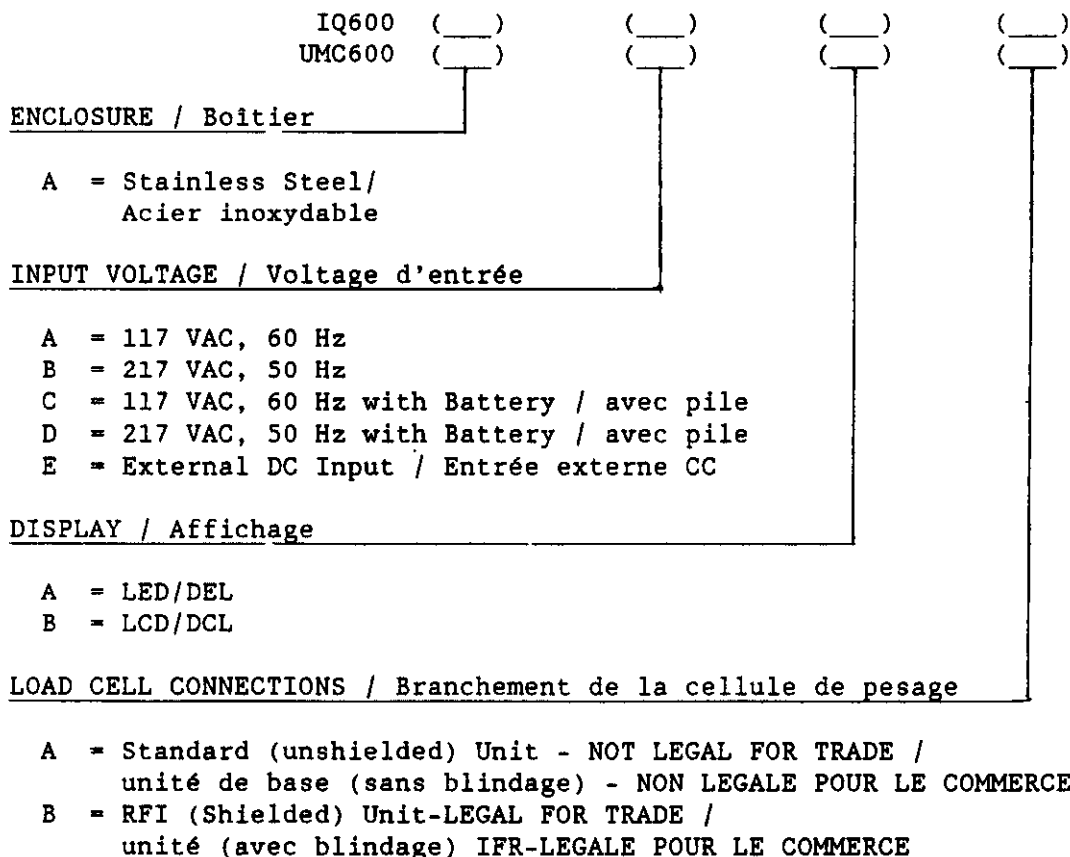 IQ600 (___) (___) (___) (___)
UMC600 (___) (___) (___) (___)
ENCLOSURE / Boîtier
A = Stainless Steel/
Acier inoxydable
INPUT VOLTAGE / Voltage d'entrée
A = 117 VAC, 60 Hz
B = 217 VAC, 50 Hz
C = 117 VAC, 60 Hz with Battery / avec pile
D = 217 VAC, 50 Hz with Battery / avec pile
E = External DC Input / Entrée externe CC
DISPLAY / Affichage
A = LED/DEL
B = LCD/DCL
LOAD CELL CONNECTIONS / Branchement de la cellule de pesage
A = Standard (unshielded) Unit - NOT LEGAL FOR TRADE /
unité de base (sans blindage) - NON LEGALE POUR LE COMMERCE
B = RFI (Shielded) Unit-LEGAL FOR TRADE /
unité (avec blindage) IFR-LEGALE POUR LE COMMERCE